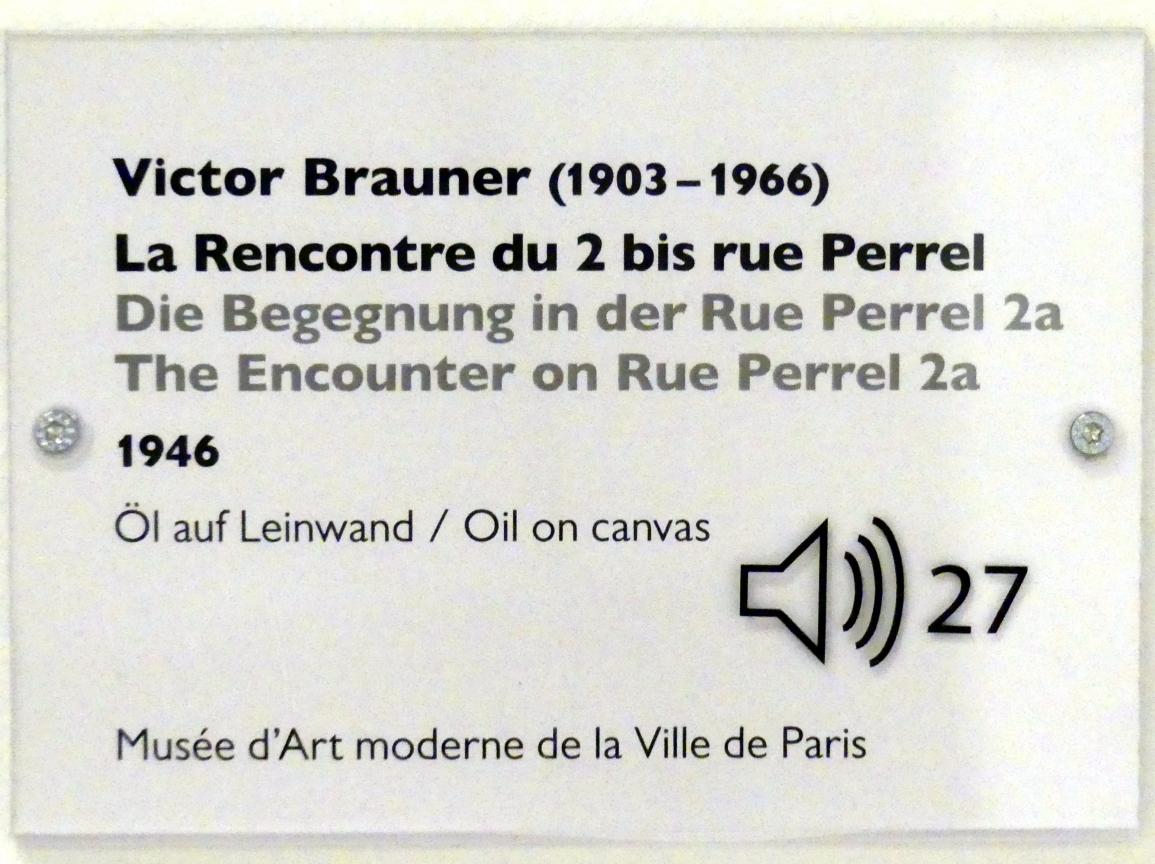 Victor Brauner (1903 – 1966)
La Rencontre du 2 bis rue Perrel
Die Begegnung in der Rue Perrel 2a
The Encounter on Rue Perrel 2a
1946
Öl auf Leinwand / Oil on canvas
27
Musée d'Art moderne de la Ville de Paris